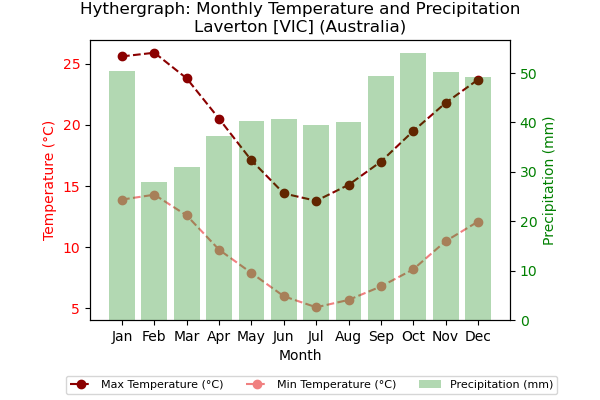 Hythergraph: Monthly Temperature and Precipitation
Laverton [VIC] (Australia)
Temperature (°C)
25
20
15
10
5
Precipitation (mm)
50
40
30
20
10
0
Jan Feb Mar Apr May Jun Jul Aug Sep Oct Nov Dec
Month
Max Temperature (°C) Min Temperature (°C) Precipitation (mm)